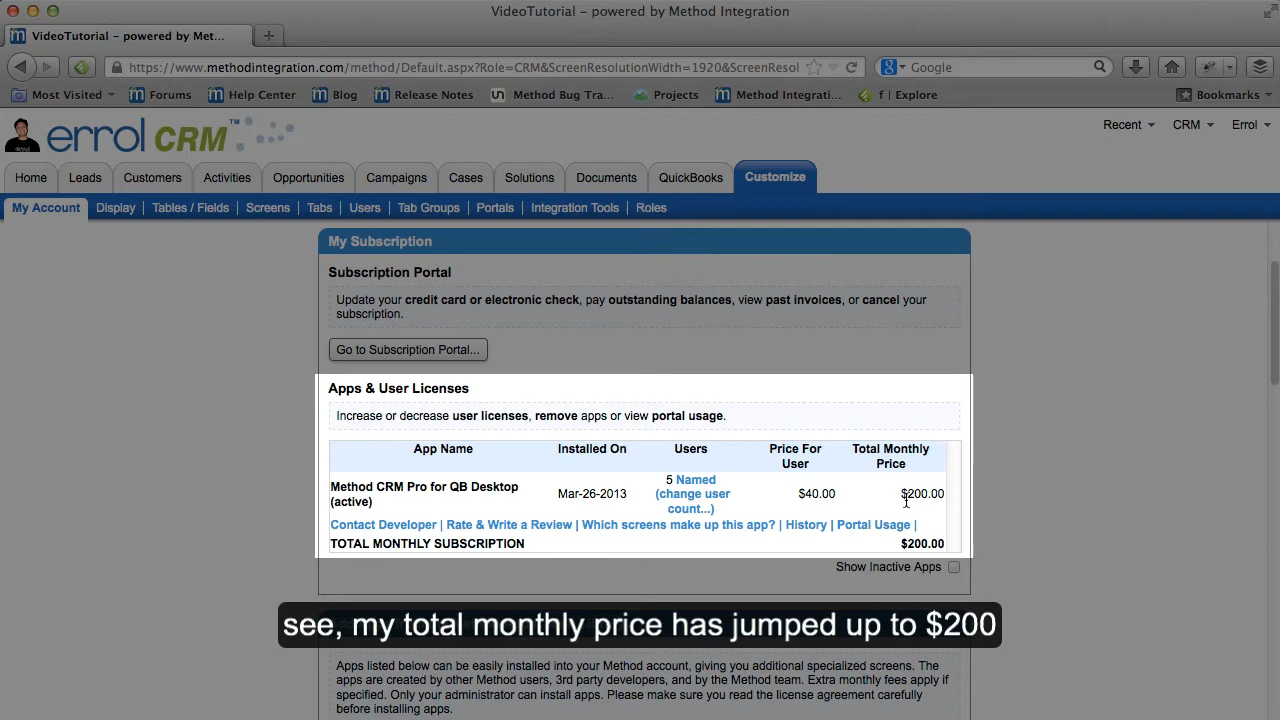 VideoTutorial – powered by Method Integration
VideoTutorial – powered by Met...
https://www.methodintegration.com/method/Default.aspx?Role=CRM&ScreenResolutionWidth=1920&ScreenResol
Google
Most Visited Forums Help Center Blog Release Notes Method Bug Tra... Projects Method Integrati... f | Explore Bookmarks
errol CRM™
Recent CRM Errol
Home Leads Customers Activities Opportunities Campaigns Cases Solutions Documents QuickBooks Customize
My Account Display Tables / Fields Screens Tabs Users Tab Groups Portals Integration Tools Roles
My Subscription
Subscription Portal
Update your credit card or electronic check, pay outstanding balances, view past invoices, or cancel your
subscription.
Go to Subscription Portal...
Apps & User Licenses
Increase or decrease user licenses, remove apps or view portal usage.
App Name Installed On Users Price For User Total Monthly Price
Method CRM Pro for QB Desktop (active) Mar-26-2013 5 Named (change user count...) $40.00 $200.00
Contact Developer | Rate & Write a Review | Which screens make up this app? | History | Portal Usage |
TOTAL MONTHLY SUBSCRIPTION $200.00
Show Inactive Apps
see, my total monthly price has jumped up to $200
Apps listed below can be easily installed into your Method account, giving you additional specialized screens. The
apps are created by other Method users, 3rd party developers, and by the Method team. Extra monthly fees apply if
specified. Only your administrator can install apps. Please make sure you read the license agreement carefully
before installing any apps.